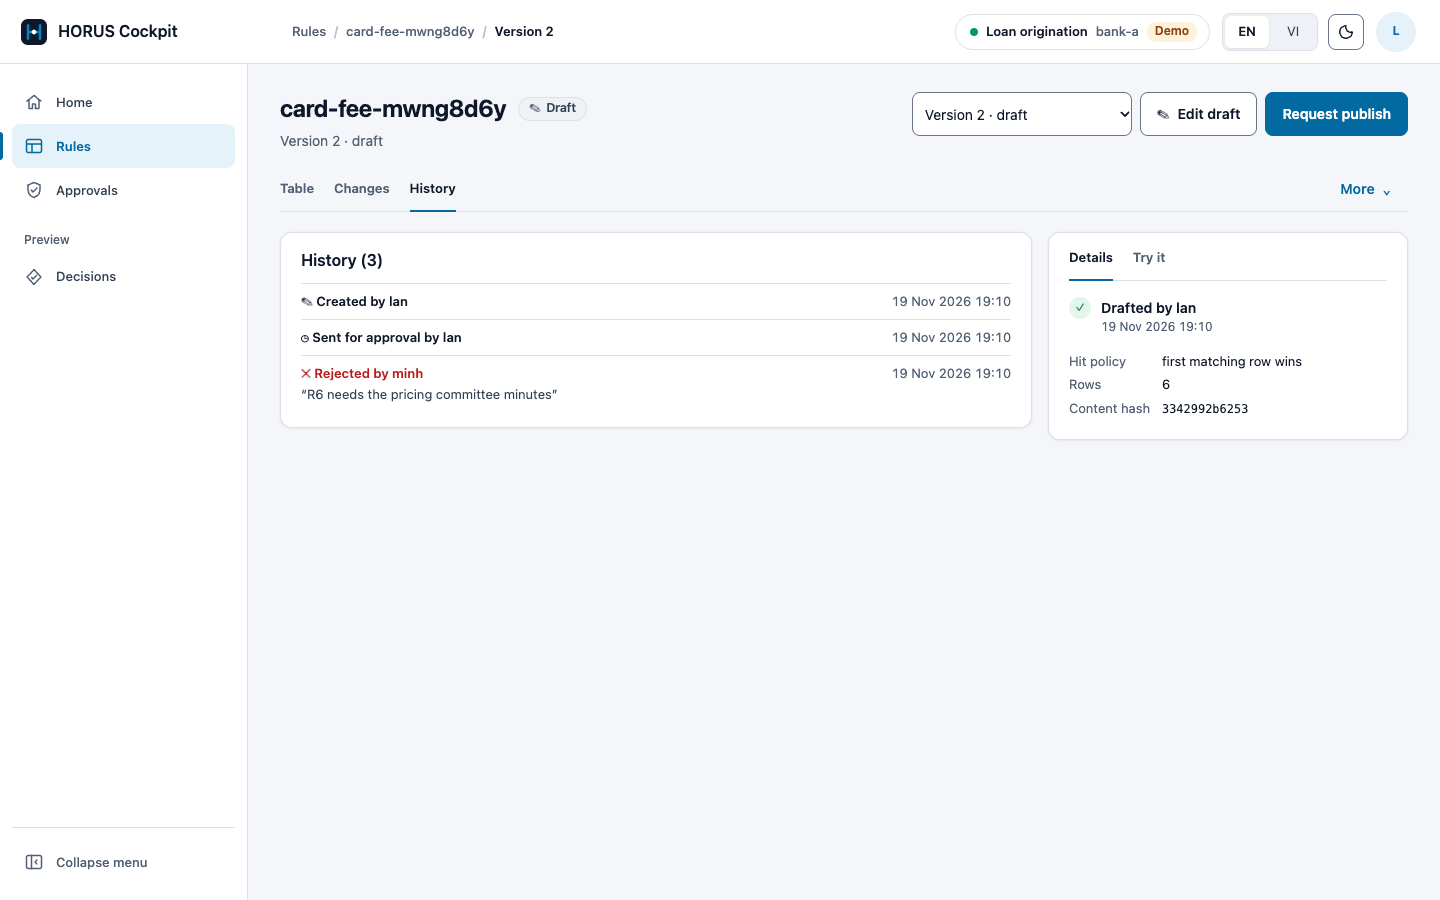 HORUS Cockpit
Rules / card-fee-mwng8d6y / Version 2
Loan origination bank-a Demo
EN VI
L
Home
Rules
Approvals
Preview
Decisions
Collapse menu
card-fee-mwng8d6y Draft
Version 2 · draft
Version 2 · draft
Edit draft
Request publish
Table Changes History
More
History (3)
Created by lan 19 Nov 2026 19:10
Sent for approval by lan 19 Nov 2026 19:10
Rejected by minh 19 Nov 2026 19:10
“R6 needs the pricing committee minutes”
Details Try it
Drafted by lan
19 Nov 2026 19:10
Hit policy first matching row wins
Rows 6
Content hash 3342992b6253